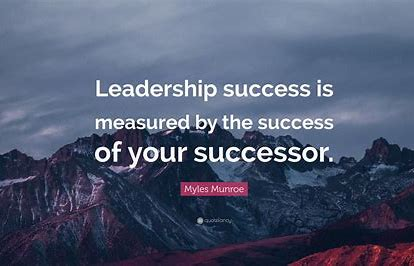 Leadership success is
measured by the success
of your successor.
Myles Munroe
quotefancy